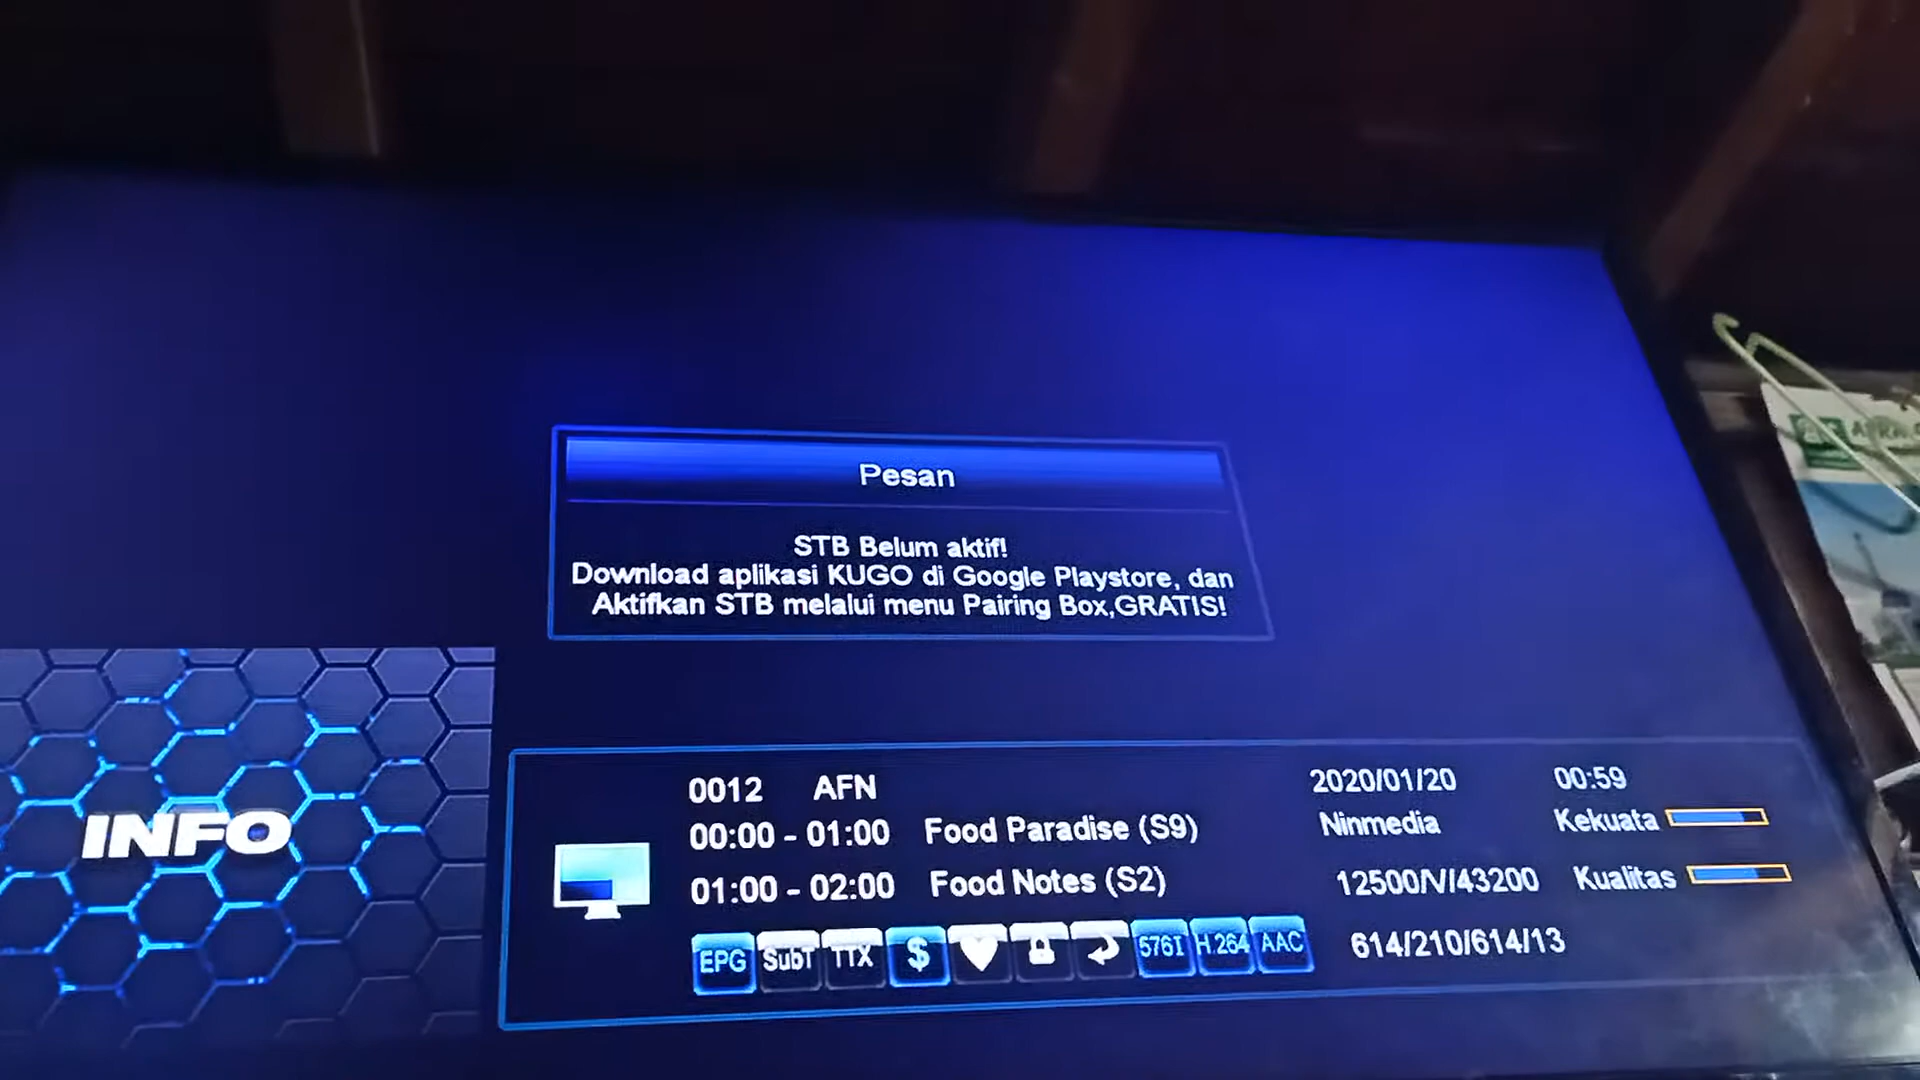 Pesan
STB Belum aktif!
Download aplikasi KUGO di Google Playstore, dan
Aktifkan STB melalui menu Pairing Box,GRATIS!
INFO
0012 AFN 2020/01/20 00:59
00:00 - 01:00 Food Paradise (S9) Ninmedia Kekuata
01:00 - 02:00 Food Notes (S2) 12500/V/43200 Kualitas
EPG SubT TTX $ 576I H.264 AAC 614/210/614/13